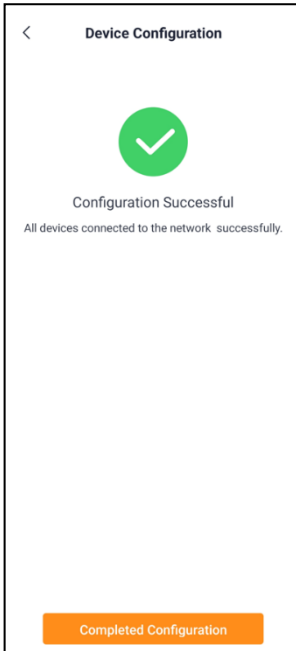 Device Configuration
Configuration Successful
All devices connected to the network successfully.
Completed Configuration